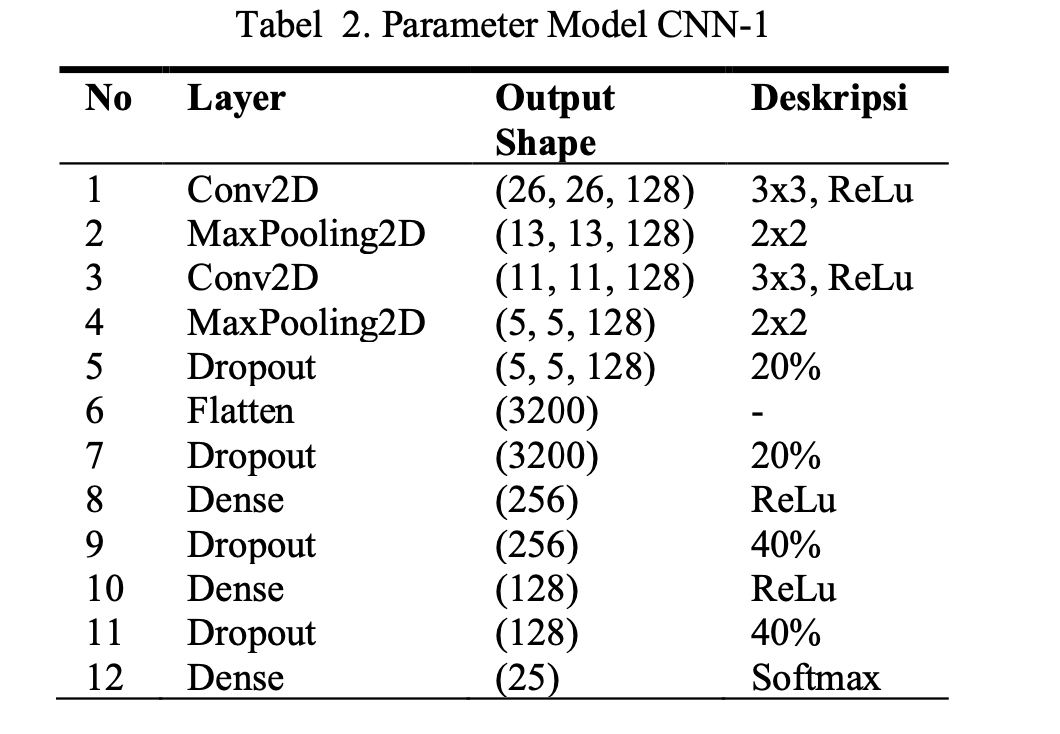 Tabel 2. Parameter Model CNN-1
No Layer Output Shape Deskripsi
1 Conv2D (26, 26, 128) 3x3, ReLu
2 MaxPooling2D (13, 13, 128) 2x2
3 Conv2D (11, 11, 128) 3x3, ReLu
4 MaxPooling2D (5, 5, 128) 2x2
5 Dropout (5, 5, 128) 20%
6 Flatten (3200) -
7 Dropout (3200) 20%
8 Dense (256) ReLu
9 Dropout (256) 40%
10 Dense (128) ReLu
11 Dropout (128) 40%
12 Dense (25) Softmax